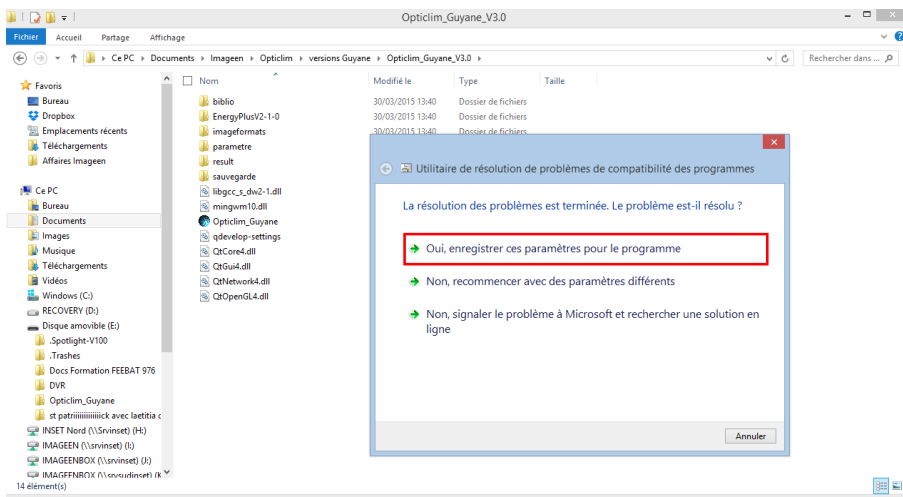 Opticlim_Guyane_V3.0
Fichier Accueil Partage Affichage
Ce PC Documents Imageen Opticlim versions Guyane Opticlim_Guyane_V3.0
Rechercher dans ...
Favoris
Bureau
Dropbox
Emplacements récents
Téléchargements
Affaires Imageen
Ce PC
Bureau
Documents
Images
Musique
Téléchargements
Vidéos
Windows (C:)
RECOVERY (D:)
Disque amovible (E:)
.Spotlight-V100
.Trashes
Docs Formation FEEBAT 976
DVR
Opticlim_Guyane
INSET Nord (\\Srvinset) (H:)
IMAGEEN (\\srvinset) (I:)
IMAGEENBOX (\\srvinset) (J:)
IMAGEENBOX (\\srvsudinset) (K
14 élément(s)
Nom Modifié le Type Taille
biblio 30/03/2015 13:40 Dossier de fichiers
EnergyPlusV2-1-0 30/03/2015 13:40 Dossier de fichiers
imageformats 30/03/2015 13:40 Dossier de fichiers
parametre
result
sauvegarde
libgcc_s_dw2-1.dll
mingwm10.dll
Opticlim_Guyane
qdevelop-settings
QtCore4.dll
QtGui4.dll
QtNetwork4.dll
QtOpenGL4.dll
Utilitaire de résolution de problèmes de compatibilité des programmes
La résolution des problèmes est terminée. Le problème est-il résolu ?
Oui, enregistrer ces paramètres pour le programme
Non, recommencer avec des paramètres différents
Non, signaler le problème à Microsoft et rechercher une solution en
ligne
Annuler